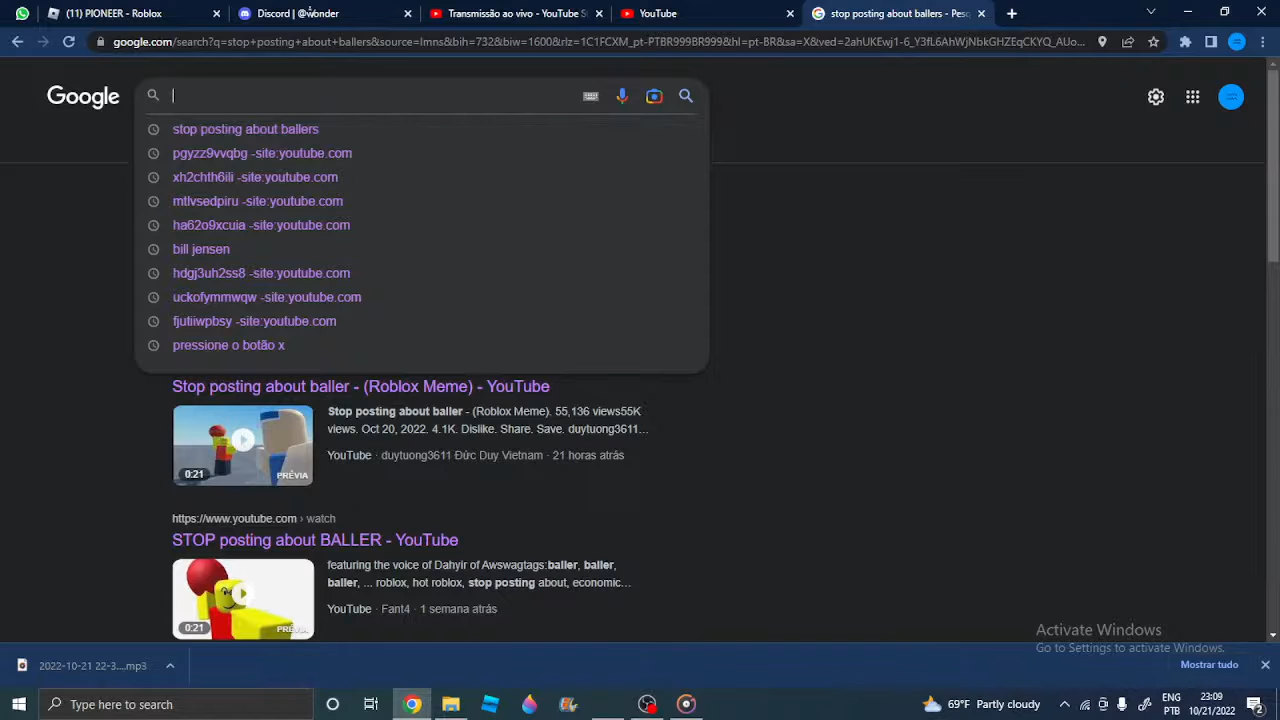 (11) PIONEER - Roblox
Discord | @wonder
Transmissão ao vivo - YouTube S
YouTube
stop posting about ballers - Pesq
google.com/search?q=stop+posting+about+ballers&source=lmns&bih=732&biw=1600&rlz=1C1FCXM_pt-PTBR999BR999&hl=pt-BR&sa=X&ved=2ahUKEwj1-6_Y3fL6AhWjNbkGHZEqCKYQ_AUo...
Google
stop posting about ballers
pgyzz9vvqbg -site:youtube.com
xh2chth6ili -site:youtube.com
mtlvsedpiru -site:youtube.com
ha62o9xcuia -site:youtube.com
bill jensen
hdgj3uh2ss8 -site:youtube.com
uckofymmwqw -site:youtube.com
fjutiiwpbsy -site:youtube.com
pressione o botão x
Stop posting about baller - (Roblox Meme) - YouTube
Stop posting about baller - (Roblox Meme). 55,136 views55K
views. Oct 20, 2022. 4.1K. Dislike. Share. Save. duytuong3611...
YouTube · duytuong3611 Đức Duy Vietnam · 21 horas atrás
0:21
PRÉVIA
https://www.youtube.com › watch
STOP posting about BALLER - YouTube
featuring the voice of Dahyir of Awswagtags:baller, baller,
baller, ... roblox, hot roblox, stop posting about, economic...
YouTube · Fant4 · 1 semana atrás
0:21
PRÉVIA
Activate Windows
Go to Settings to activate Windows.
2022-10-21 22-3....mp3
Mostrar tudo
Type here to search
69°F Partly cloudy
ENG
PTB
23:09
10/21/2022
2